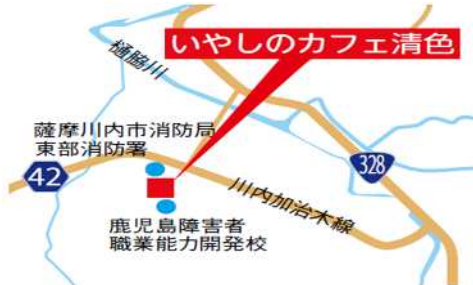 いやしのカフェ清色
樋脇川
薩摩川内市消防局
東部消防署
42
328
川内加治木線
鹿児島障害者
職業能力開発校